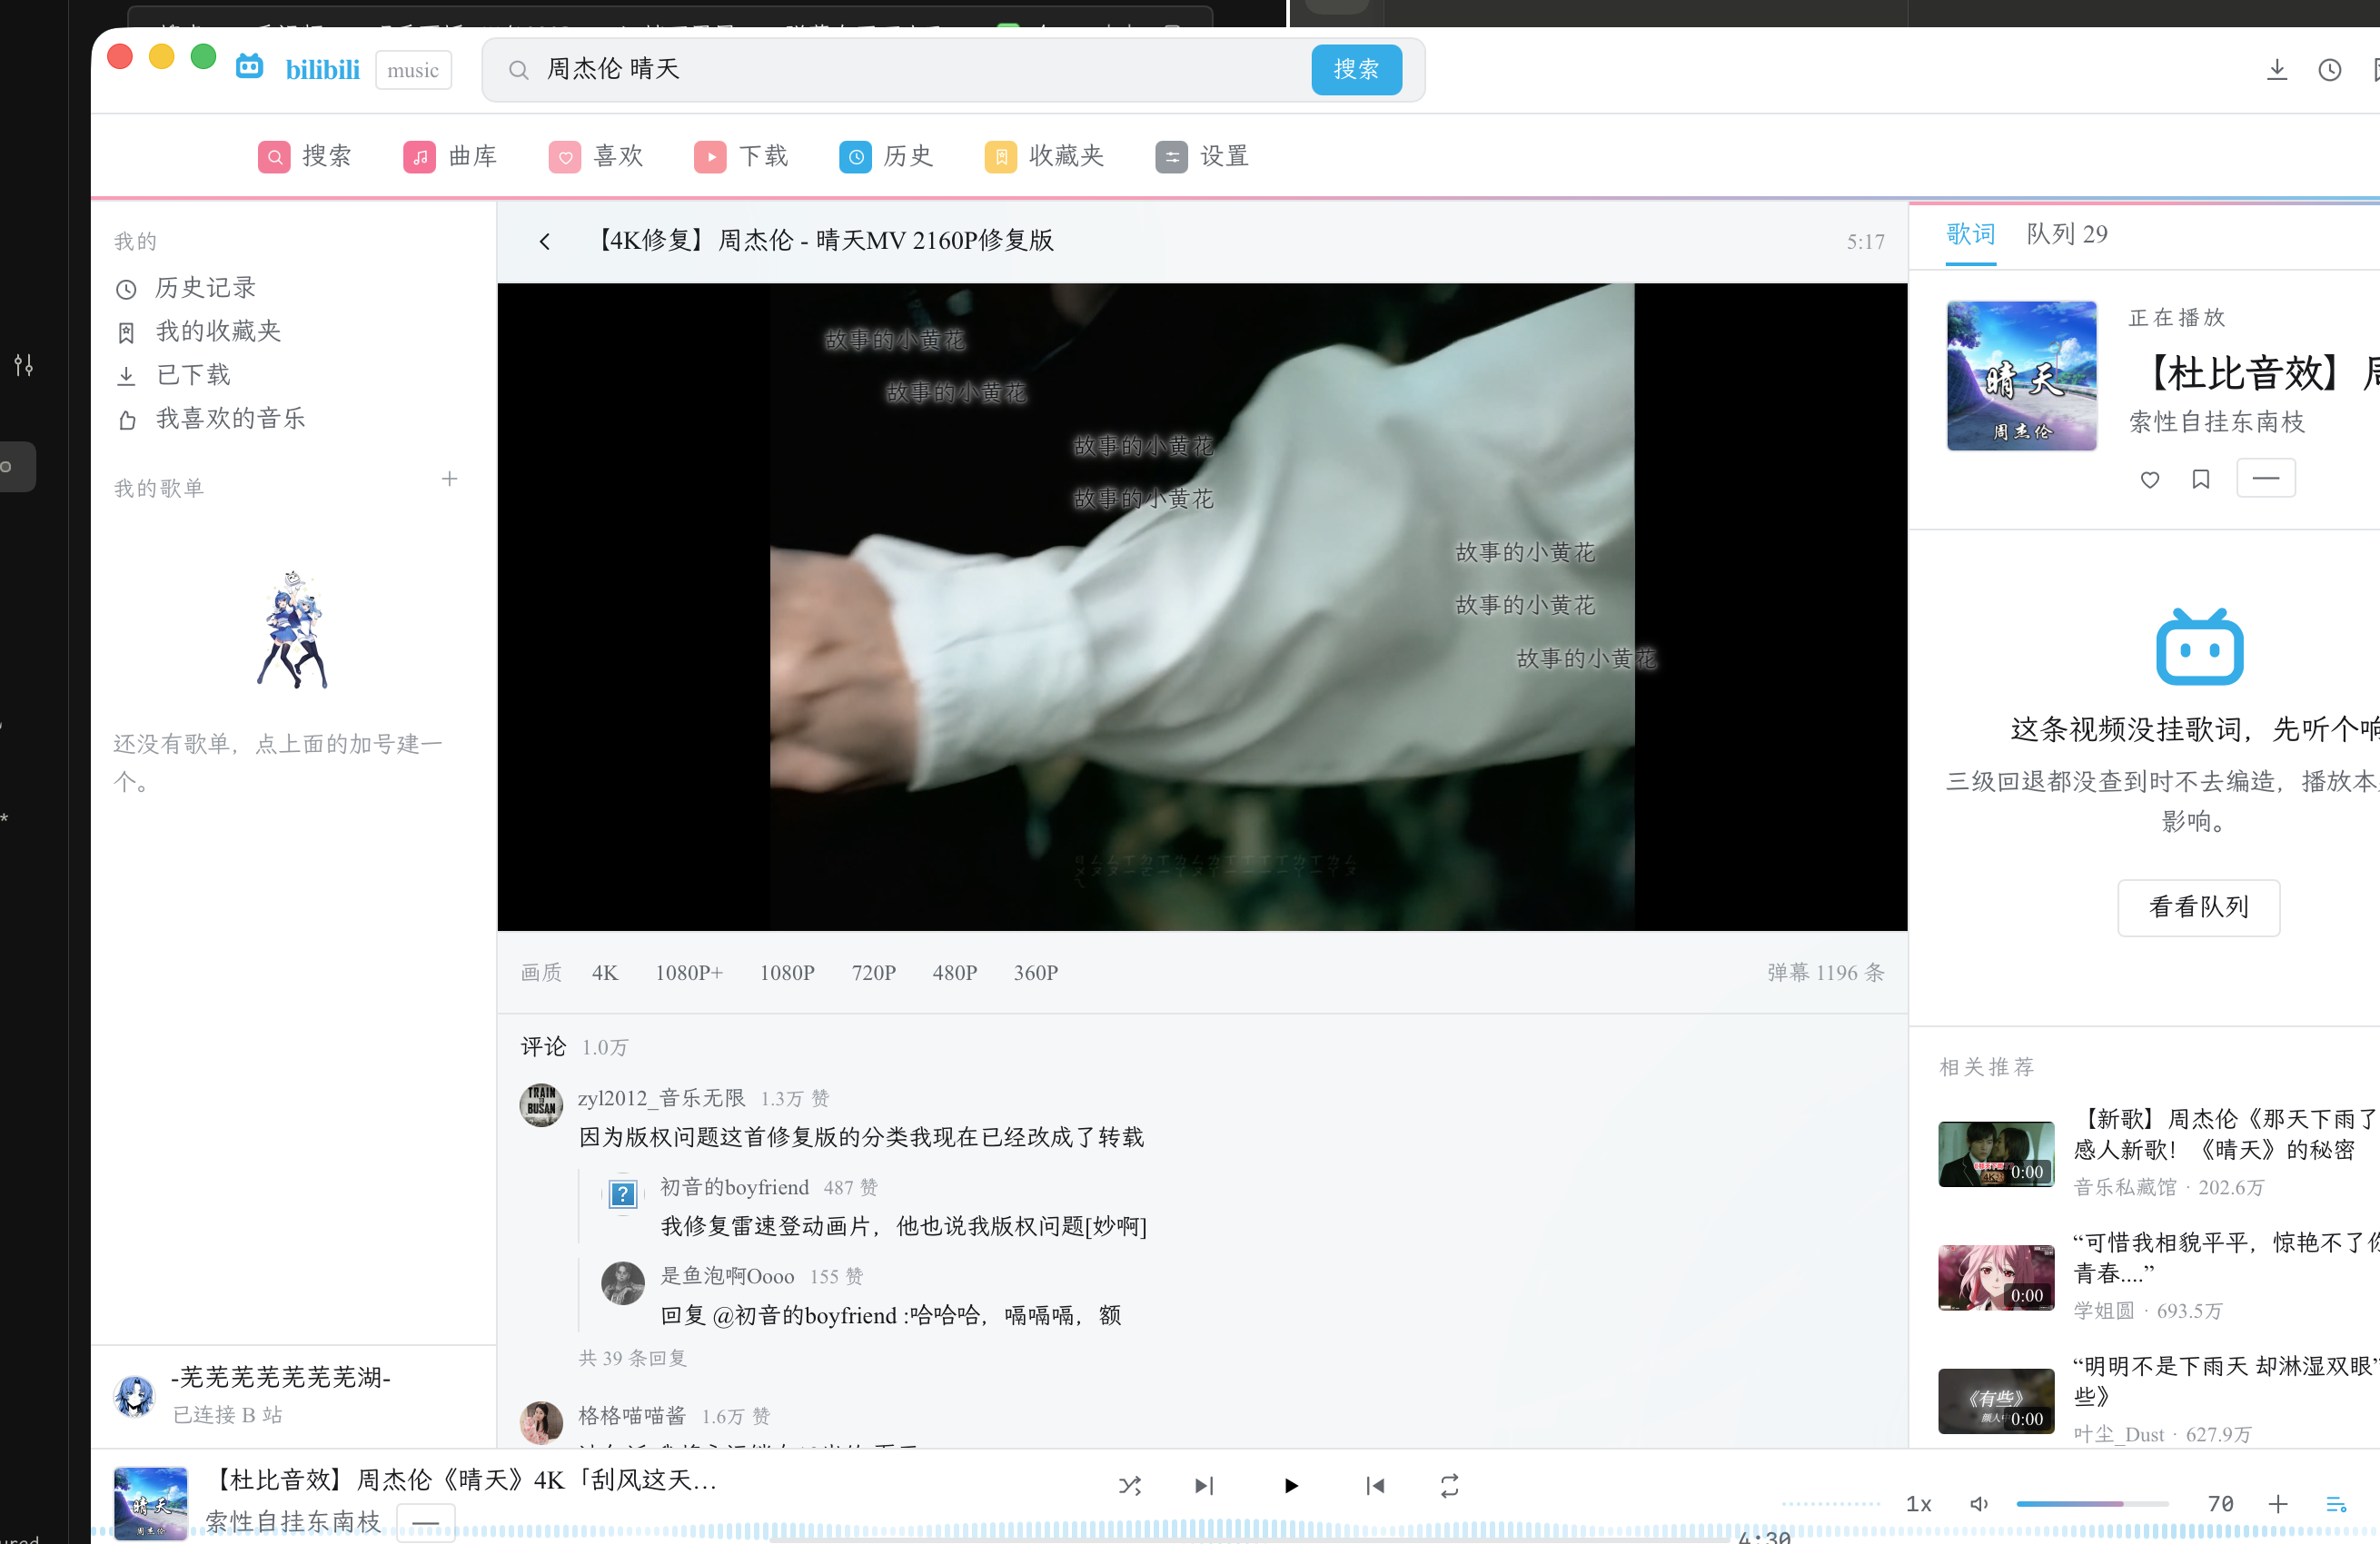 bilibili music
周杰伦 晴天
搜索
搜索 曲库 喜欢 下载 历史 收藏夹 设置
我的
历史记录
我的收藏夹
已下载
我喜欢的音乐
我的歌单
还没有歌单，点上面的加号建一
个。
-芜芜芜芜芜芜芜湖-
已连接 B 站
【4K修复】周杰伦 - 晴天MV 2160P修复版
5:17
故事的小黄花
故事的小黄花
故事的小黄花
故事的小黄花
故事的小黄花
故事的小黄花
故事的小黄花
画质 4K 1080P+ 1080P 720P 480P 360P
弹幕 1196 条
评论 1.0万
TRAIN TO BUSAN
zyl2012_音乐无限 1.3万 赞
因为版权问题这首修复版的分类我现在已经改成了转载
初音的boyfriend 487 赞
我修复雷速登动画片，他也说我版权问题[妙啊]
是鱼泡啊Oooo 155 赞
回复 @初音的boyfriend :哈哈哈，嗝嗝嗝，额
共 39 条回复
格格喵喵酱 1.6万 赞
歌词 队列 29
晴天
周杰伦
正在播放
【杜比音效】
索性自挂东南枝
这条视频没挂歌词，先听个响
三级回退都没查到时不去编造，播放本
影响。
看看队列
相关推荐
【新歌】周杰伦《那天下雨了
感人新歌！《晴天》的秘密
音乐私藏馆 · 202.6万
0:00
“可惜我相貌平平，惊艳不了你
青春....”
学姐圆 · 693.5万
0:00
“明明不是下雨天 却淋湿双眼”
些》
叶尘_Dust · 627.9万
《有些》
0:00
晴天
周杰伦
【杜比音效】周杰伦《晴天》4K「刮风这天…
索性自挂东南枝
4:30
1x
70